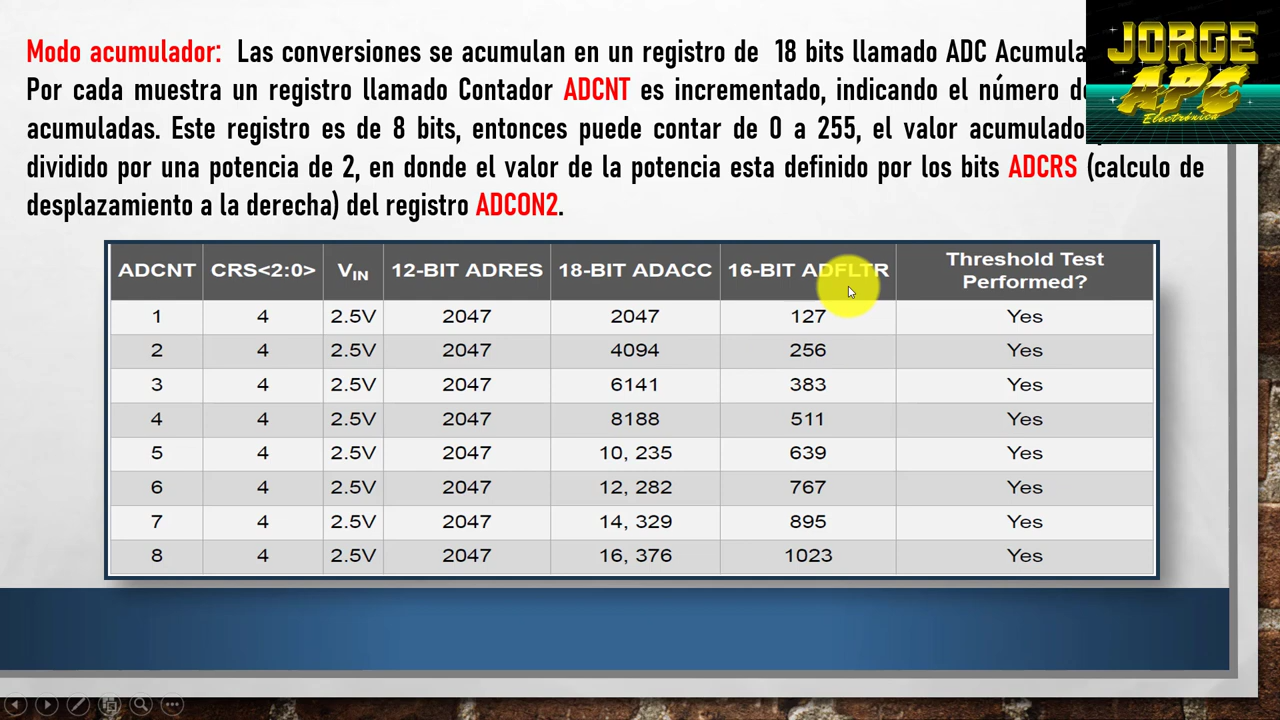 JORGE
APC
Electrónica
Modo acumulador: Las conversiones se acumulan en un registro de 18 bits llamado ADC
Por cada muestra un registro llamado Contador ADCNT es incrementado, indicando el número
acumuladas. Este registro es de 8 bits, entonces puede contar de 0 a 255, el valor acumulado
dividido por una potencia de 2, en donde el valor de la potencia esta definido por los bits ADCRS (calculo de
desplazamiento a la derecha) del registro ADCON2.
ADCNT CRS<2:0> VIN 12-BIT ADRES 18-BIT ADACC 16-BIT ADFLTR Threshold Test Performed?
1 4 2.5V 2047 2047 127 Yes
2 4 2.5V 2047 4094 256 Yes
3 4 2.5V 2047 6141 383 Yes
4 4 2.5V 2047 8188 511 Yes
5 4 2.5V 2047 10, 235 639 Yes
6 4 2.5V 2047 12, 282 767 Yes
7 4 2.5V 2047 14, 329 895 Yes
8 4 2.5V 2047 16, 376 1023 Yes